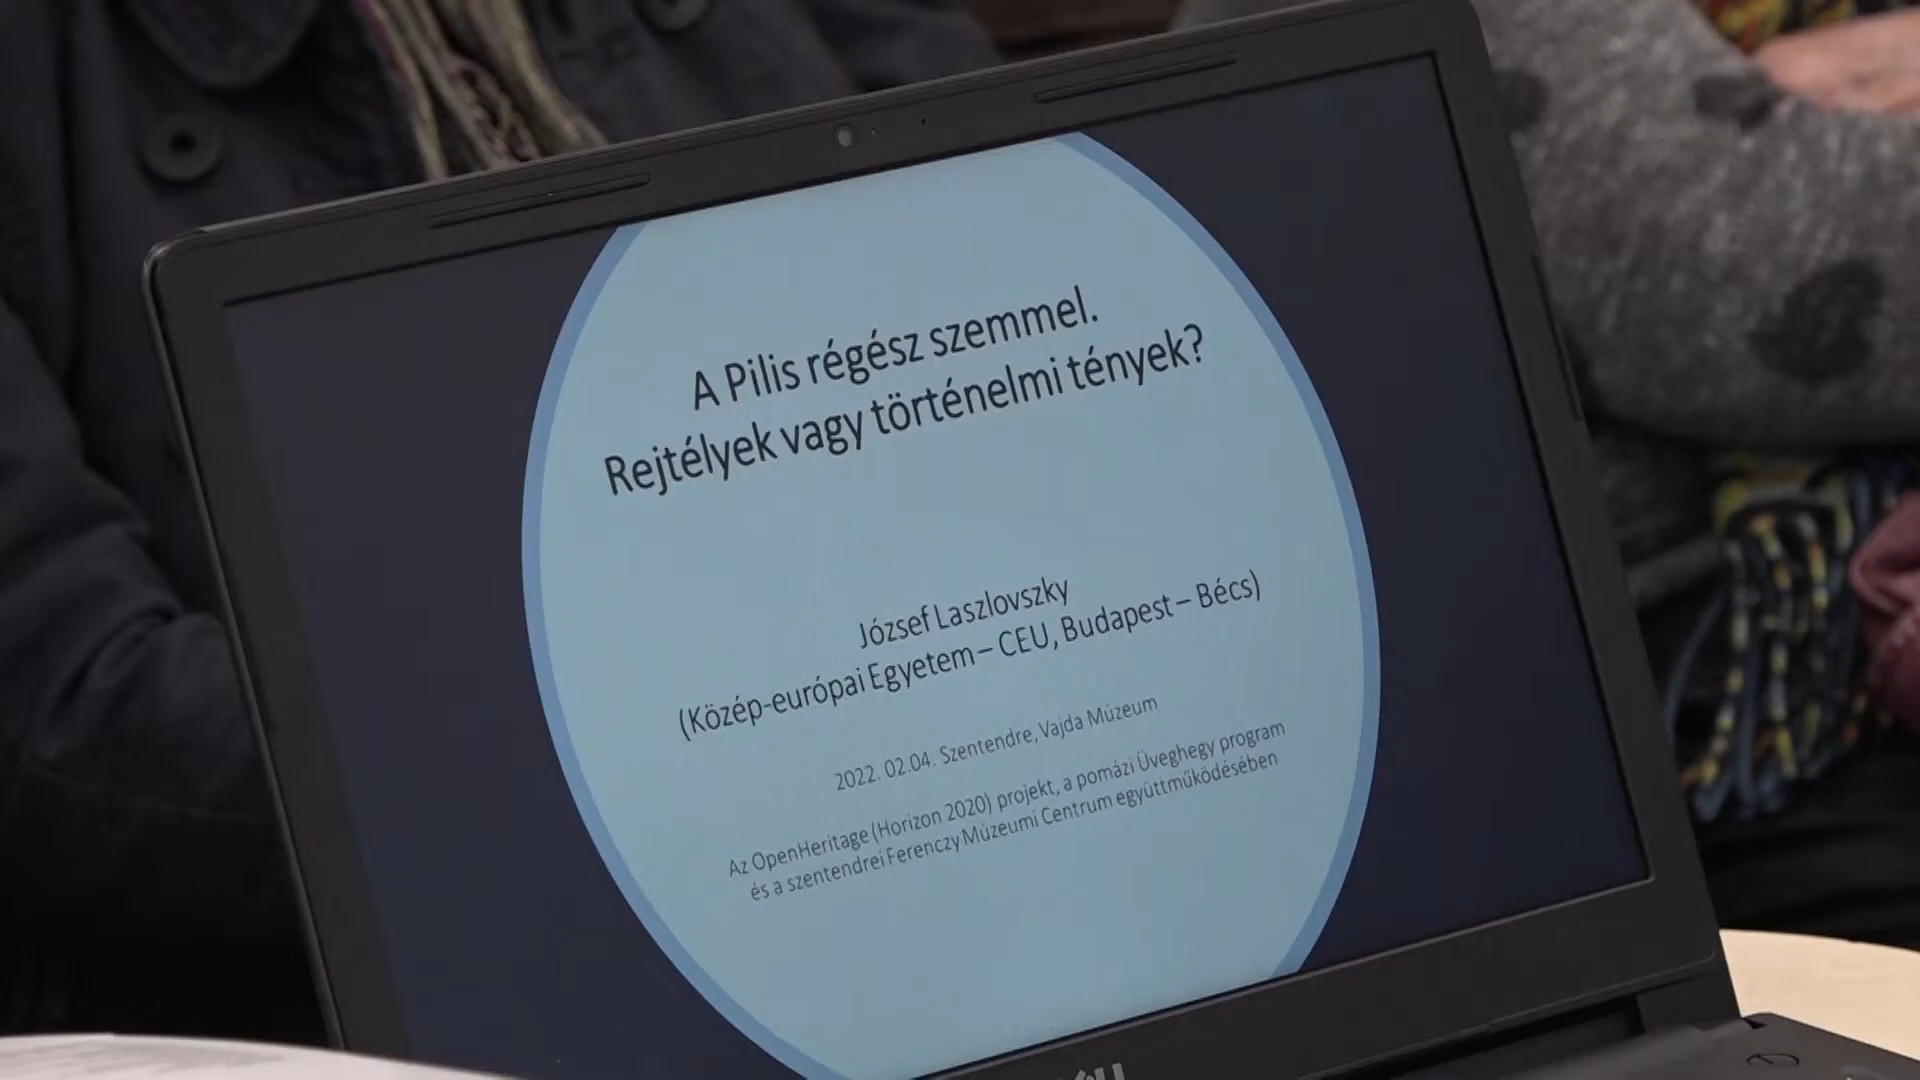 A Pilis régész szemmel.
Rejtélyek vagy történelmi tények?
József Laszlovszky
(Közép-európai Egyetem – CEU, Budapest – Bécs)
2022. 02.04. Szentendre, Vajda Múzeum
Az OpenHeritage (Horizon 2020) projekt, a pomázi Üveghegy program
és a szentendrei Ferenczy Múzeumi Centrum együttműködésében